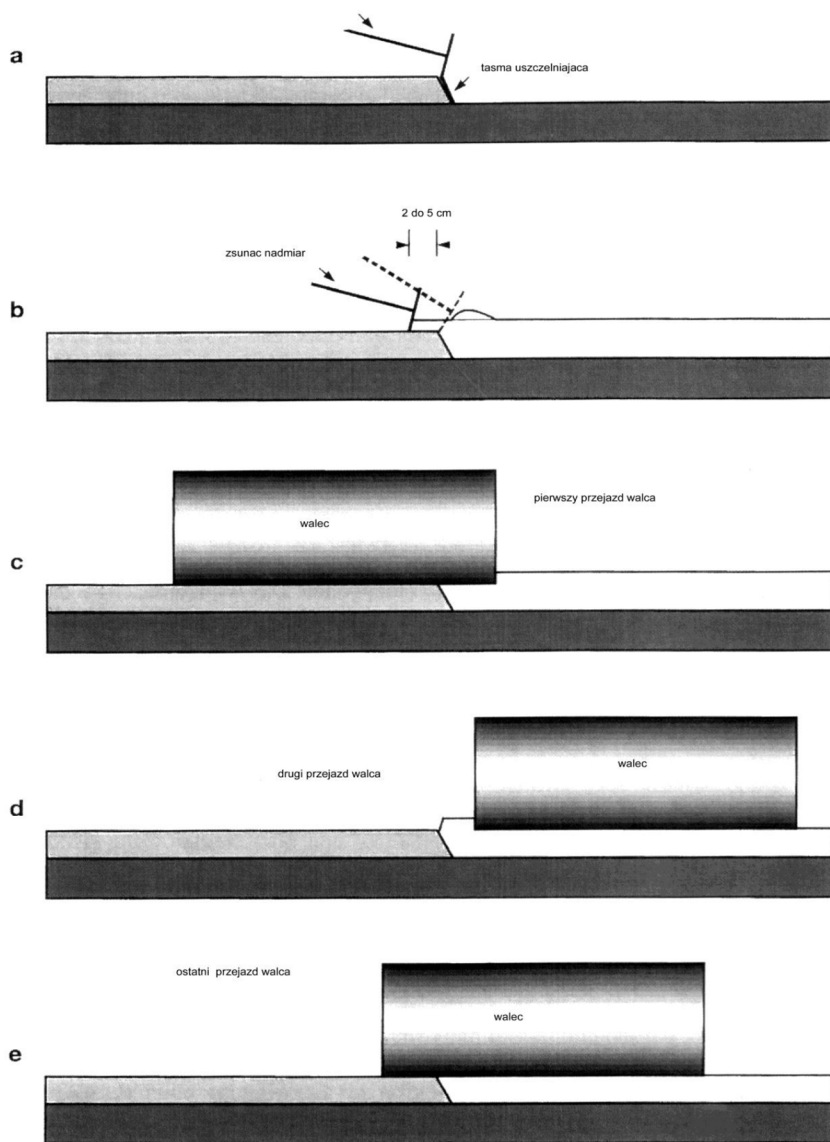 a
tasma uszczelniajaca
2 do 5 cm
zsunac nadmiar
b
pierwszy przejazd walca
walec
c
walec
drugi przejazd walca
d
ostatni przejazd walca
walec
e